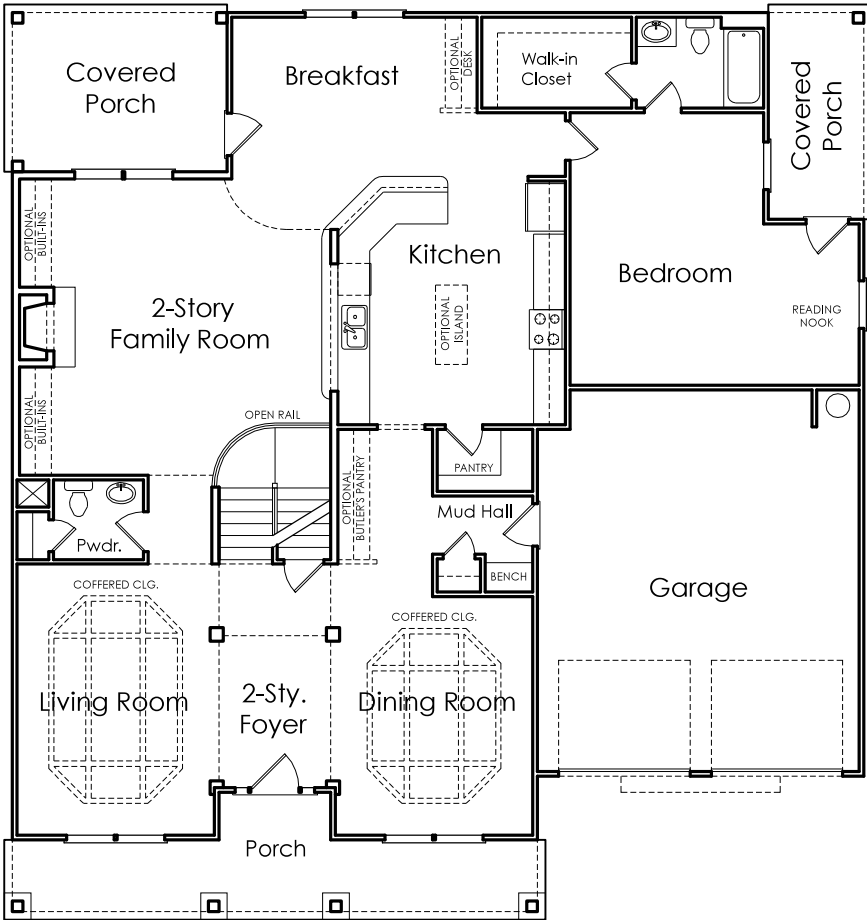 Covered
Porch
Breakfast
OPTIONAL
DESK
Walk-in
Closet
Covered
Porch
OPTIONAL
BUILT-INS
Kitchen
Bedroom
2-Story
Family Room
OPTIONAL
ISLAND
READING
NOOK
OPTIONAL
BUILT-INS
OPEN RAIL
OPTIONAL
BUTLER'S PANTRY
PANTRY
Mud Hall
Pwdr.
BENCH
COFFERED CLG.
Garage
COFFERED CLG.
Living Room
2-Sty.
Foyer
Dining Room
Porch